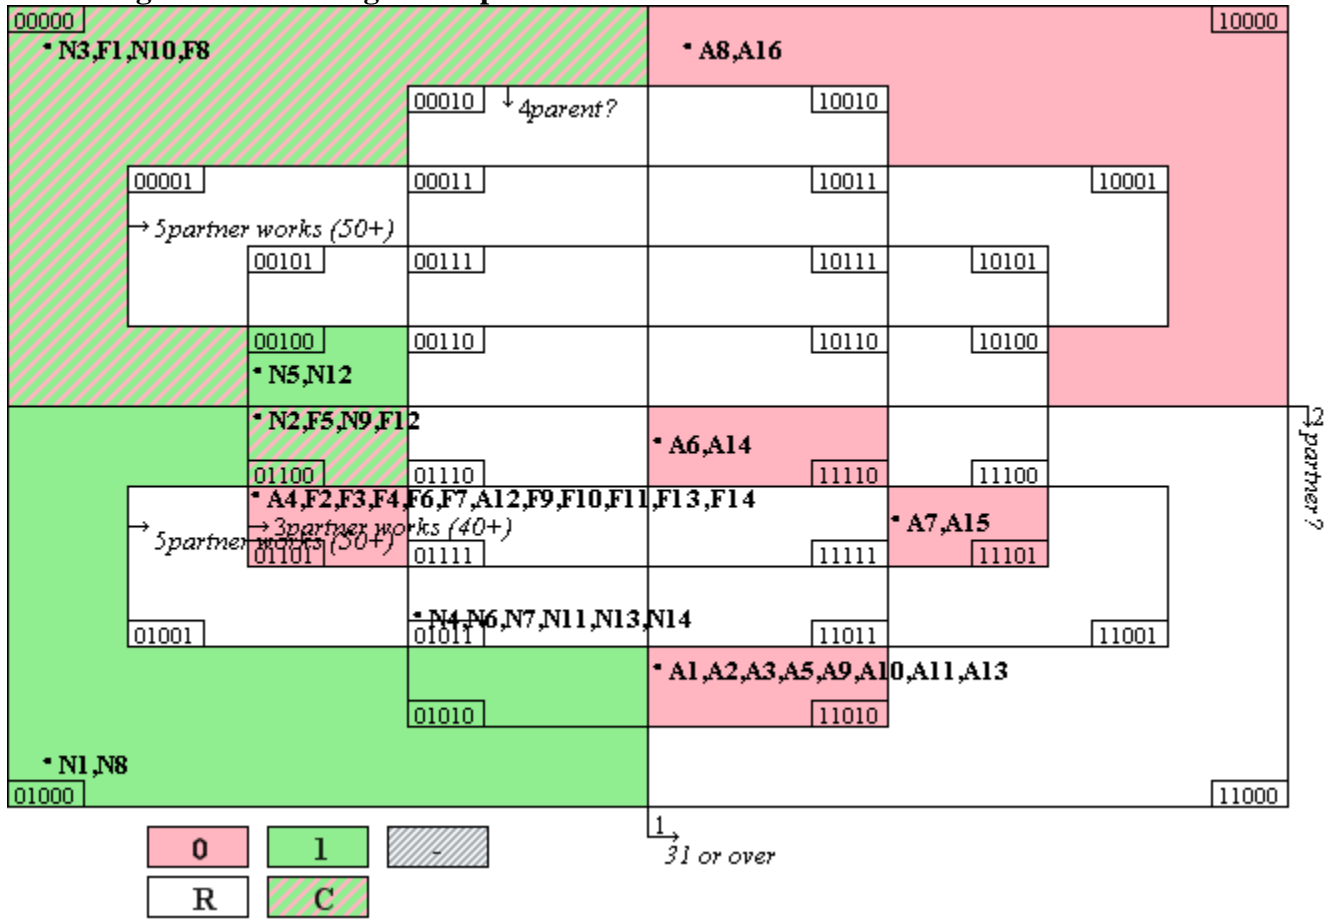 00000 10000
N3,F1,N10,F8 A8,A16
00010 4parent? 10010
00001 00011 10011 10001
5partner works (50+)
00101 00111 10111 10101
00100 00110 10110 10100
N5,N12
N2,F5,N9,F12
2partner?
A6,A14
01100 01110 11110 11100
A4,F2,F3,F4,F6,F7,A12,F9,F10,F11,F13,F14
3partner works (40+) A7,A15
5partner works (50+)
01101 01111 11111 11101
N4,N6,N7,N11,N13,N14
01001 01011 11011 11001
A1,A2,A3,A5,A9,A10,A11,A13
01010 11010
N1,N8
01000 11000
1
31 or over
0 1 -
R C